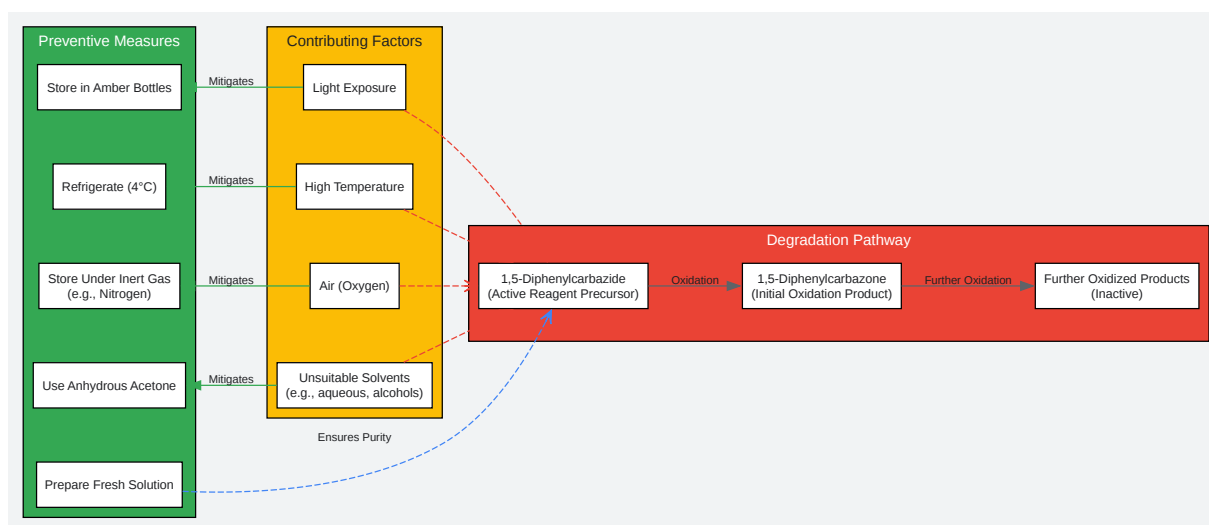 Preventive Measures
Store in Amber Bottles
Refrigerate (4°C)
Store Under Inert Gas
(e.g., Nitrogen)
Use Anhydrous Acetone
Prepare Fresh Solution
Mitigates
Mitigates
Mitigates
Mitigates
Contributing Factors
Light Exposure
High Temperature
Air (Oxygen)
Unsuitable Solvents
(e.g., aqueous, alcohols)
Ensures Purity
Degradation Pathway
1,5-Diphenylcarbazide
(Active Reagent Precursor)
Oxidation
1,5-Diphenylcarbazone
(Initial Oxidation Product)
Further Oxidation
Further Oxidized Products
(Inactive)